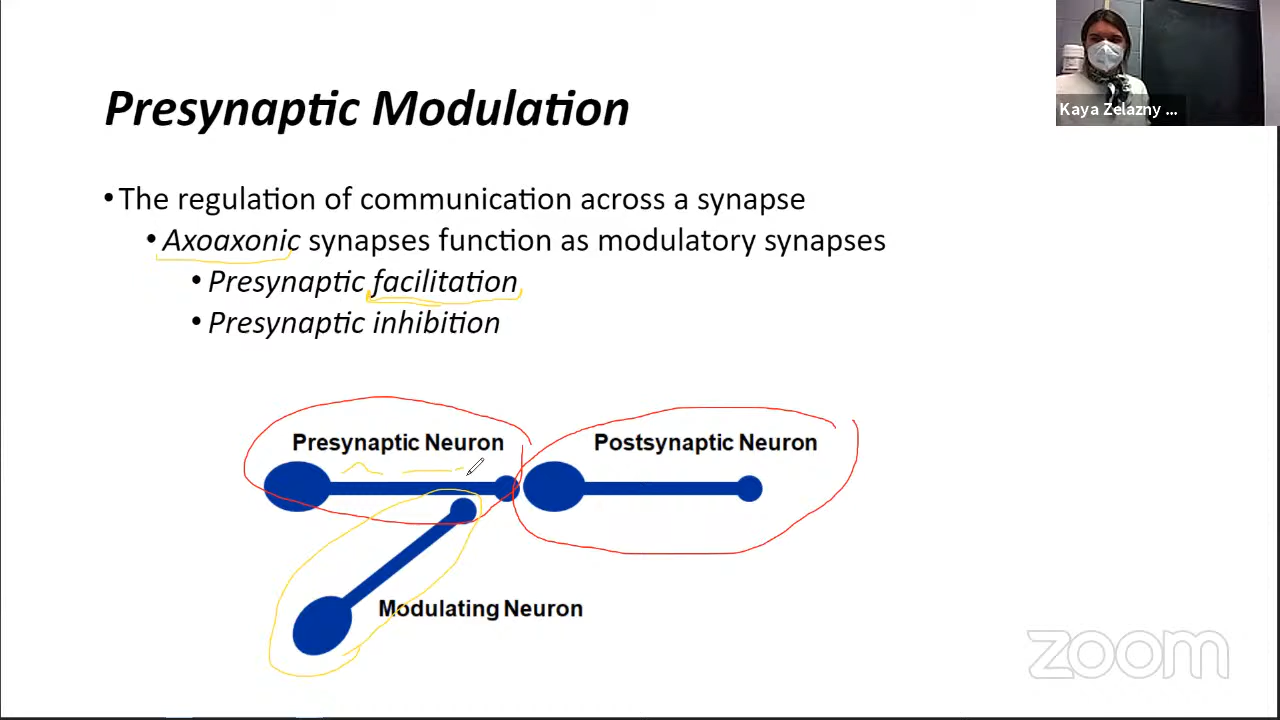 Kaya Zelazny ...
Presynaptic Modulation
• The regulation of communication across a synapse
• Axoaxonic synapses function as modulatory synapses
• Presynaptic facilitation
• Presynaptic inhibition
Presynaptic Neuron
Postsynaptic Neuron
Modulating Neuron
zoom